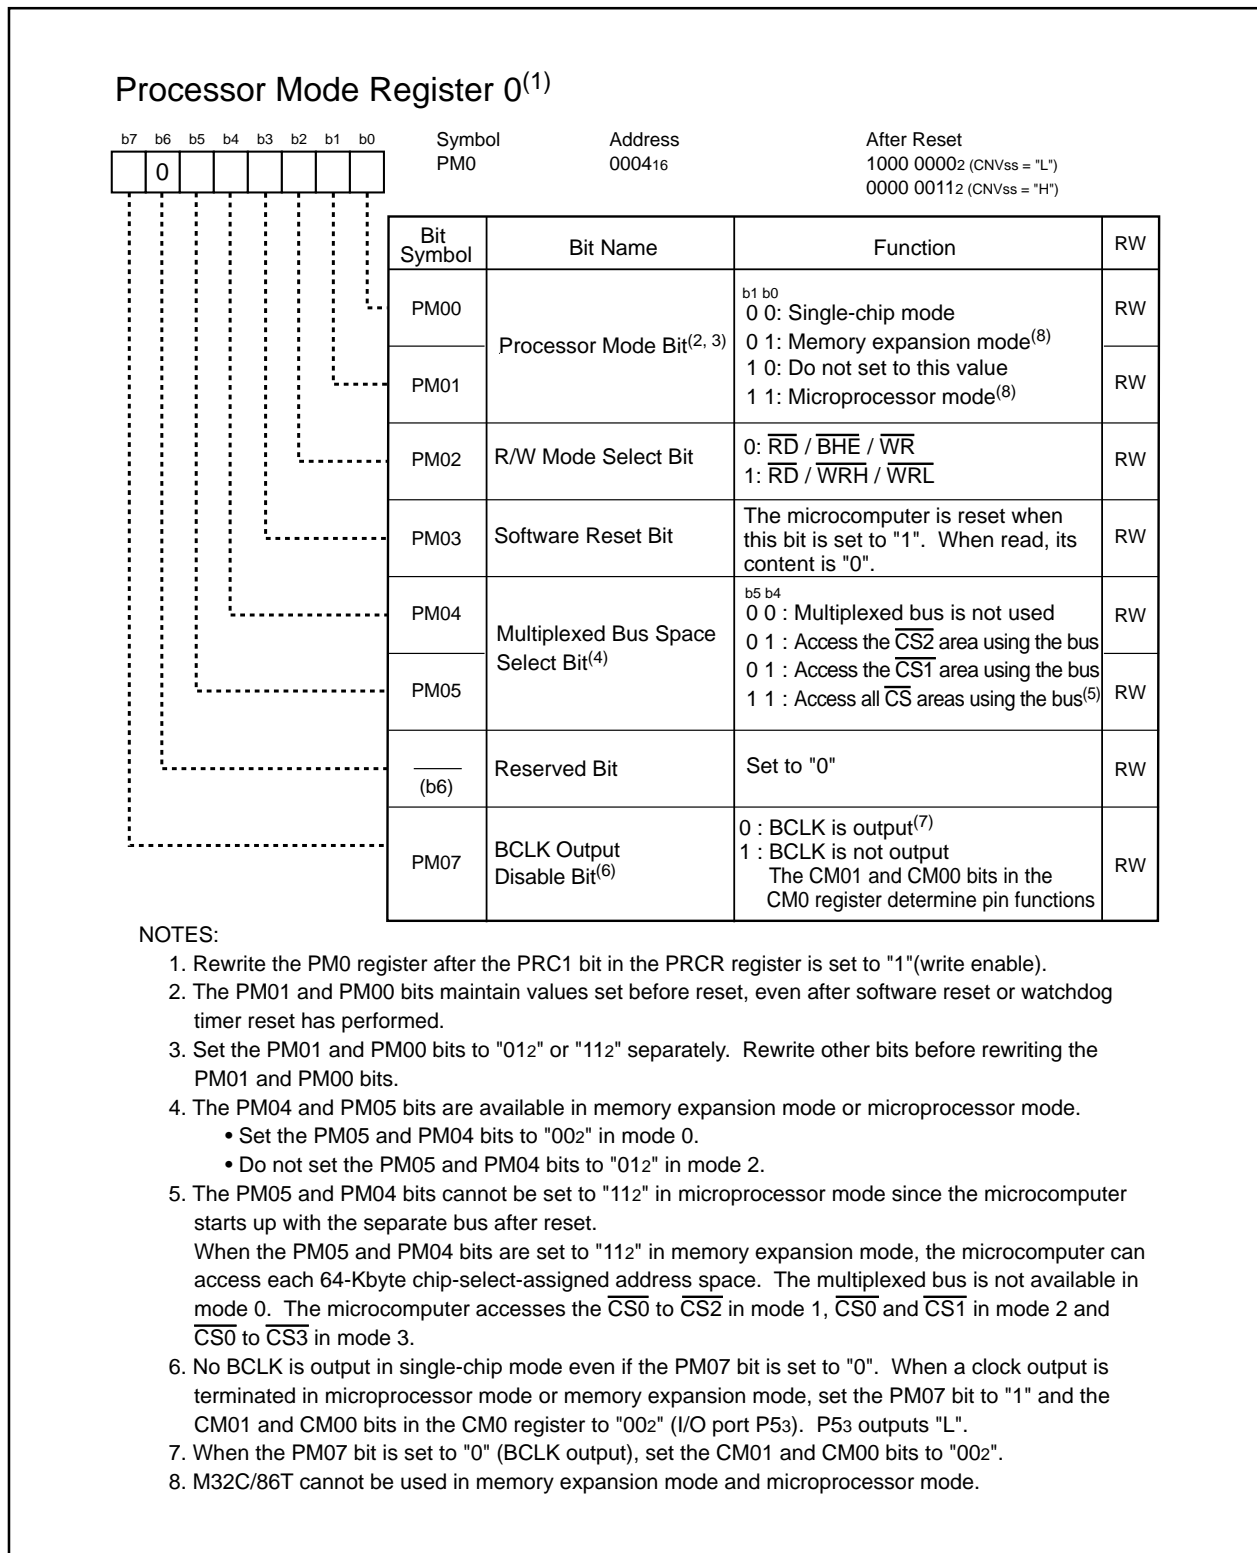 Processor Mode Register 0(1)
b7 b6 b5 b4 b3 b2 b1 b0
0
Symbol Address After Reset
PM0 000416 1000 00002 (CNVss = "L")
0000 00112 (CNVss = "H")
Bit Symbol Bit Name Function RW
PM00 RW
PM01 RW
Processor Mode Bit(2, 3)
b1 b0
0 0: Single-chip mode
0 1: Memory expansion mode(8)
1 0: Do not set to this value
1 1: Microprocessor mode(8)
PM02 R/W Mode Select Bit RW
0: RD / BHE / WR
1: RD / WRH / WRL
PM03 Software Reset Bit RW
The microcomputer is reset when
this bit is set to "1". When read, its
content is "0".
PM04 RW
PM05 RW
Multiplexed Bus Space
Select Bit(4)
b5 b4
0 0 : Multiplexed bus is not used
0 1 : Access the CS2 area using the bus
0 1 : Access the CS1 area using the bus
1 1 : Access all CS areas using the bus(5)
(b6) Reserved Bit Set to "0" RW
PM07 BCLK Output
Disable Bit(6) RW
0 : BCLK is output(7)
1 : BCLK is not output
The CM01 and CM00 bits in the
CM0 register determine pin functions
NOTES:
1. Rewrite the PM0 register after the PRC1 bit in the PRCR register is set to "1"(write enable).
2. The PM01 and PM00 bits maintain values set before reset, even after software reset or watchdog
timer reset has performed.
3. Set the PM01 and PM00 bits to "012" or "112" separately. Rewrite other bits before rewriting the
PM01 and PM00 bits.
4. The PM04 and PM05 bits are available in memory expansion mode or microprocessor mode.
• Set the PM05 and PM04 bits to "002" in mode 0.
• Do not set the PM05 and PM04 bits to "012" in mode 2.
5. The PM05 and PM04 bits cannot be set to "112" in microprocessor mode since the microcomputer
starts up with the separate bus after reset.
When the PM05 and PM04 bits are set to "112" in memory expansion mode, the microcomputer can
access each 64-Kbyte chip-select-assigned address space. The multiplexed bus is not available in
mode 0. The microcomputer accesses the CS0 to CS2 in mode 1, CS0 and CS1 in mode 2 and
CS0 to CS3 in mode 3.
6. No BCLK is output in single-chip mode even if the PM07 bit is set to "0". When a clock output is
terminated in microprocessor mode or memory expansion mode, set the PM07 bit to "1" and the
CM01 and CM00 bits in the CM0 register to "002" (I/O port P53). P53 outputs "L".
7. When the PM07 bit is set to "0" (BCLK output), set the CM01 and CM00 bits to "002".
8. M32C/86T cannot be used in memory expansion mode and microprocessor mode.